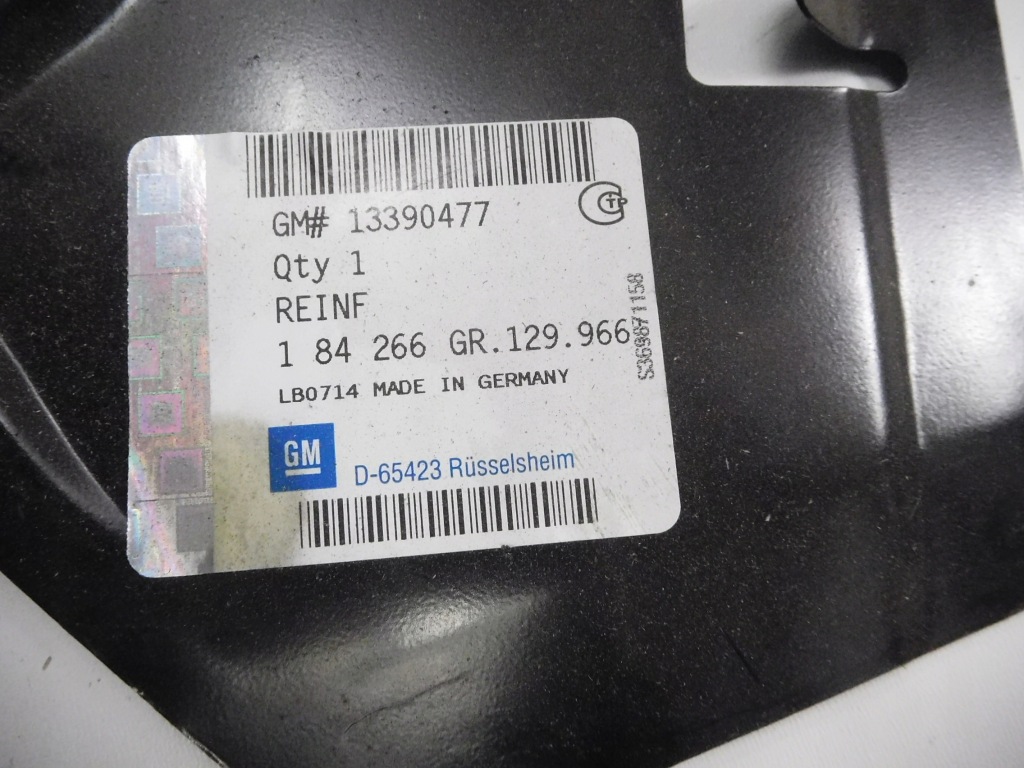 GM# 13390477
Qty 1
REINF
1 84 266 GR.129.966
LB0714 MADE IN GERMANY
GM
D-65423 Rüsselsheim
S369871158